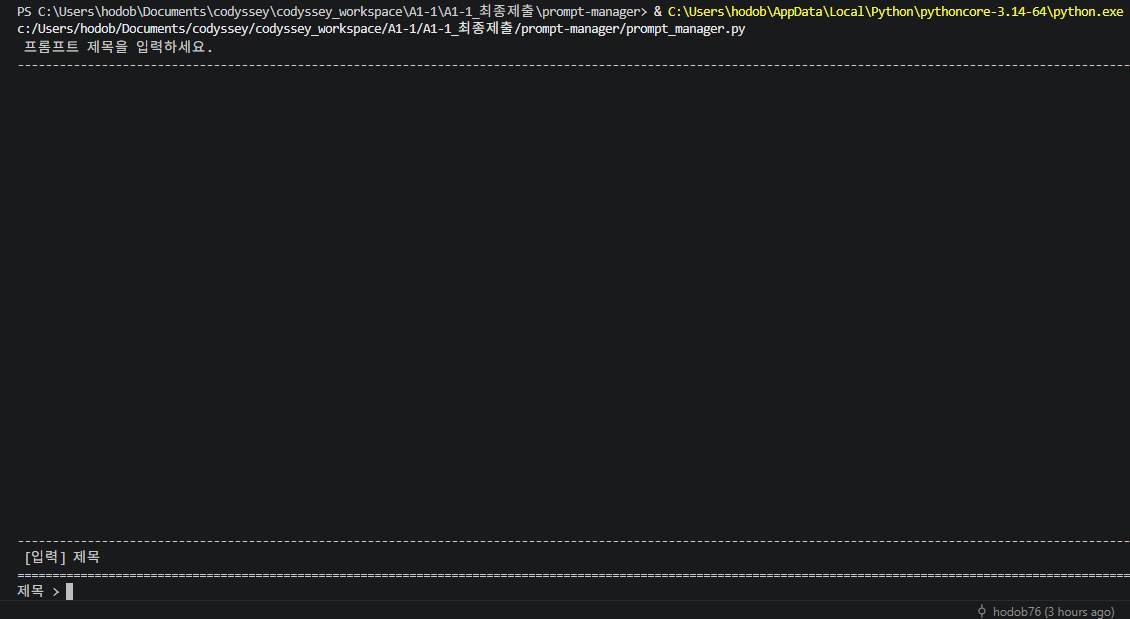 PS C:\Users\hodob\Documents\codyssey\codyssey_workspace\A1-1\A1-1_최종제출\prompt-manager> & C:\Users\hodob\AppData\Local\Python\pythoncore-3.14-64\python.exe
c:/Users/hodob/Documents/codyssey/codyssey_workspace/A1-1/A1-1_최종제출/prompt-manager/prompt_manager.py
프롬프트 제목을 입력하세요.
--------------------------------------------------------------------------------------------------------------------------------------------------------------
--------------------------------------------------------------------------------------------------------------------------------------------------------------
[입력] 제목
==============================================================================================================================================================
제목 >
hodob76 (3 hours ago)